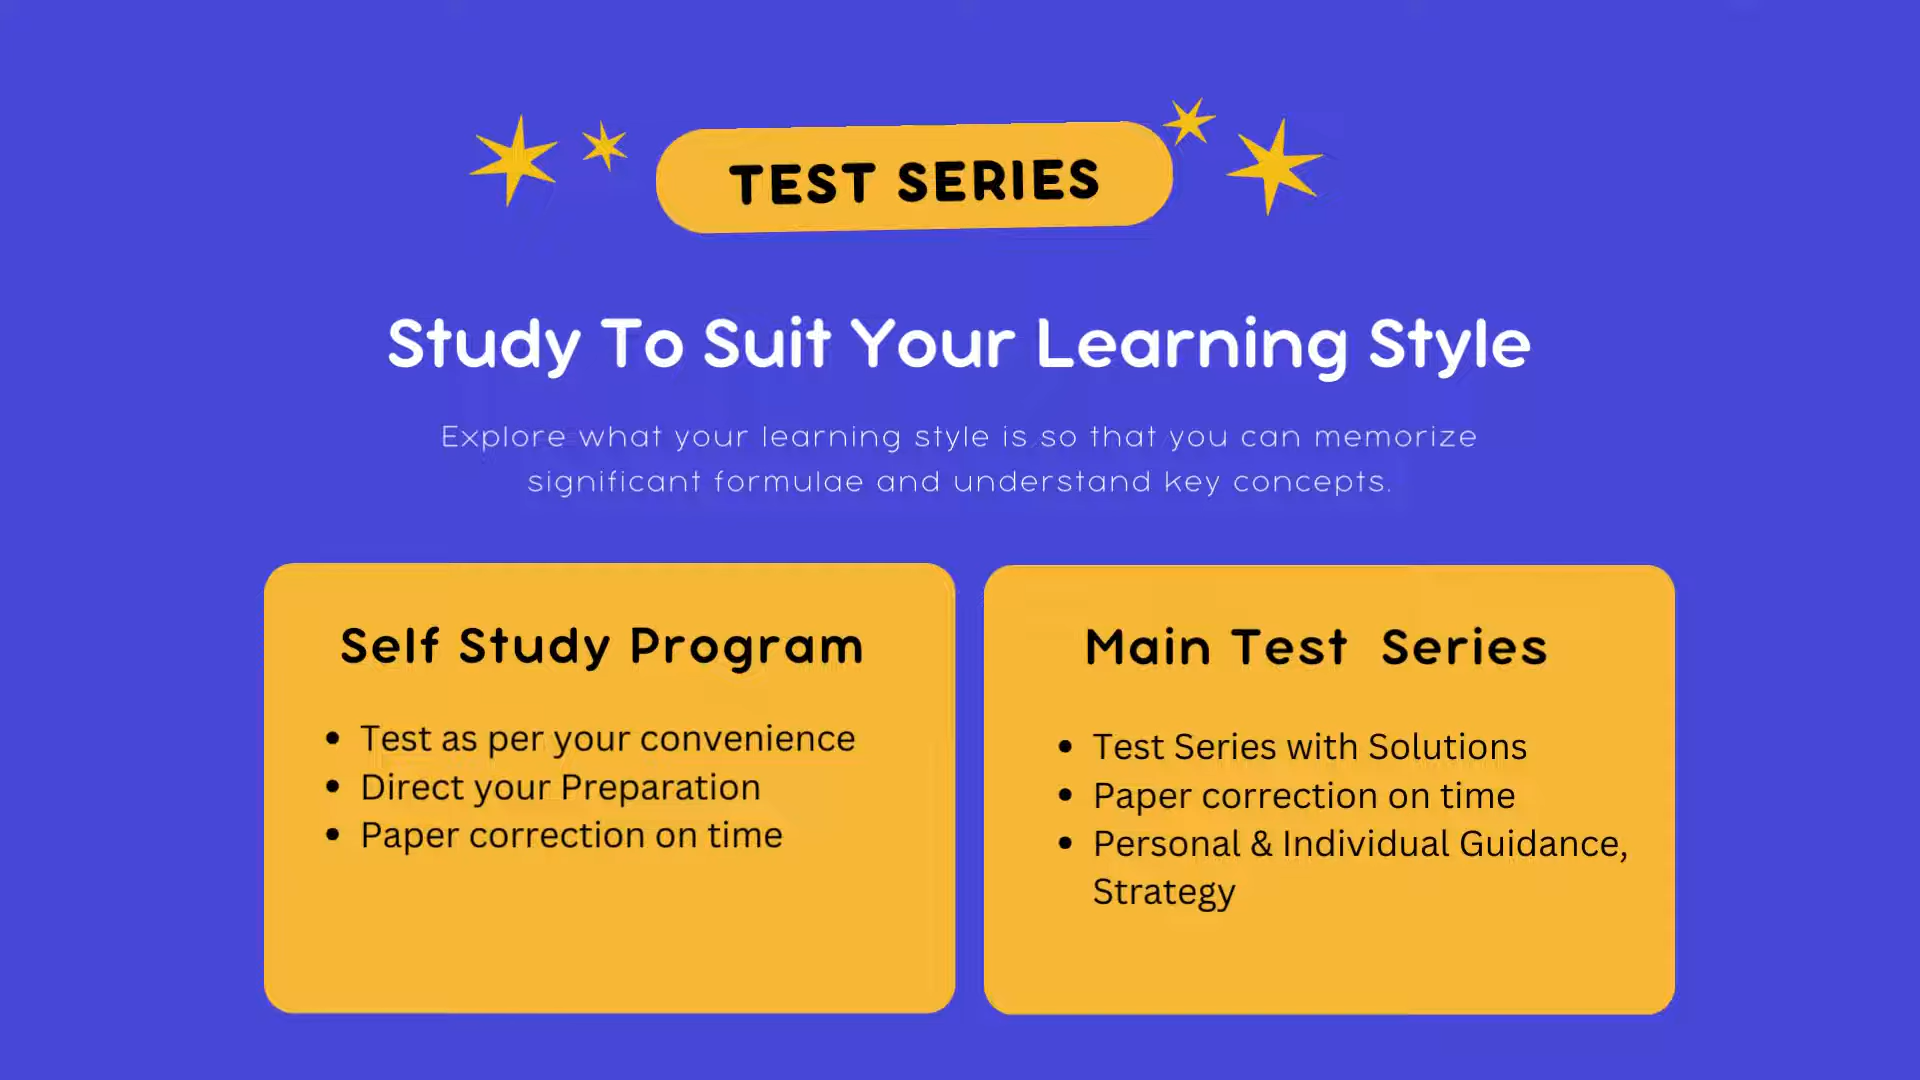 TEST SERIES
Study To Suit Your Learning Style
Explore what your learning style is so that you can memorize
significant formulae and understand key concepts.
Self Study Program
• Test as per your convenience
• Direct your Preparation
• Paper correction on time
Main Test Series
• Test Series with Solutions
• Paper correction on time
• Personal & Individual Guidance,
Strategy